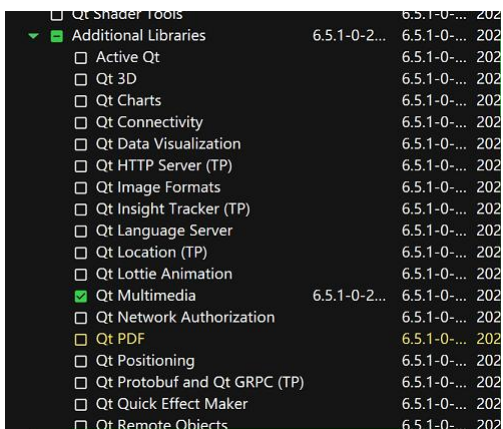 Qt Shader Tools 6.5.1-0-... 202
Additional Libraries 6.5.1-0-2... 6.5.1-0-... 202
Active Qt 6.5.1-0-... 202
Qt 3D 6.5.1-0-... 202
Qt Charts 6.5.1-0-... 202
Qt Connectivity 6.5.1-0-... 202
Qt Data Visualization 6.5.1-0-... 202
Qt HTTP Server (TP) 6.5.1-0-... 202
Qt Image Formats 6.5.1-0-... 202
Qt Insight Tracker (TP) 6.5.1-0-... 202
Qt Language Server 6.5.1-0-... 202
Qt Location (TP) 6.5.1-0-... 202
Qt Lottie Animation 6.5.1-0-... 202
Qt Multimedia 6.5.1-0-2... 6.5.1-0-... 202
Qt Network Authorization 6.5.1-0-... 202
Qt PDF 6.5.1-0-... 202
Qt Positioning 6.5.1-0-... 202
Qt Protobuf and Qt GRPC (TP) 6.5.1-0-... 202
Qt Quick Effect Maker 6.5.1-0-... 202
Qt Remote Objects 6.5.1-0-... 202